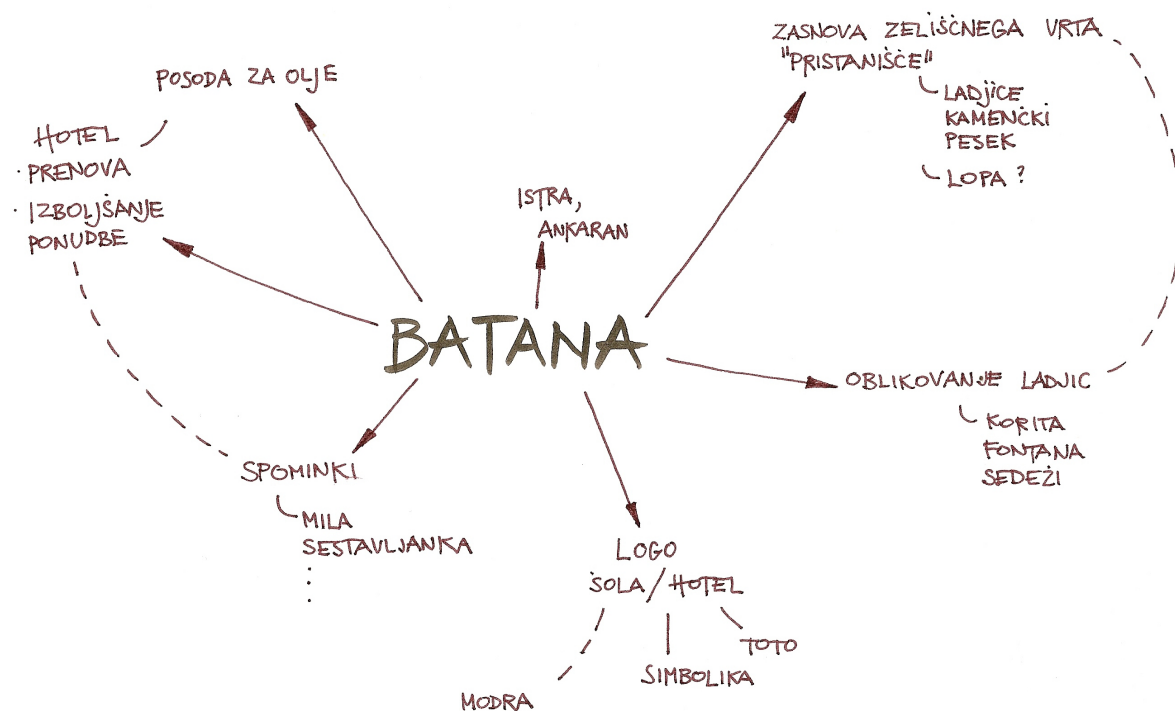 ZASNOVA ZELIŠČNEGA VRTA
"PRISTANIŠČE"
LADJICE
KAMENČKI
PESEK
LOPA ?
POSODA ZA OLJE
HOTEL
· PRENOVA
· IZBOLJŠANJE
PONUDBE
ISTRA,
ANKARAN
BATANA
OBLIKOVANJE LADJIC
KORITA
FONTANA
SEDEŽI
SPOMINKI
MILA
SESTAVLJANKA
⋮
LOGO
ŠOLA/HOTEL
TOTO
SIMBOLIKA
MODRA